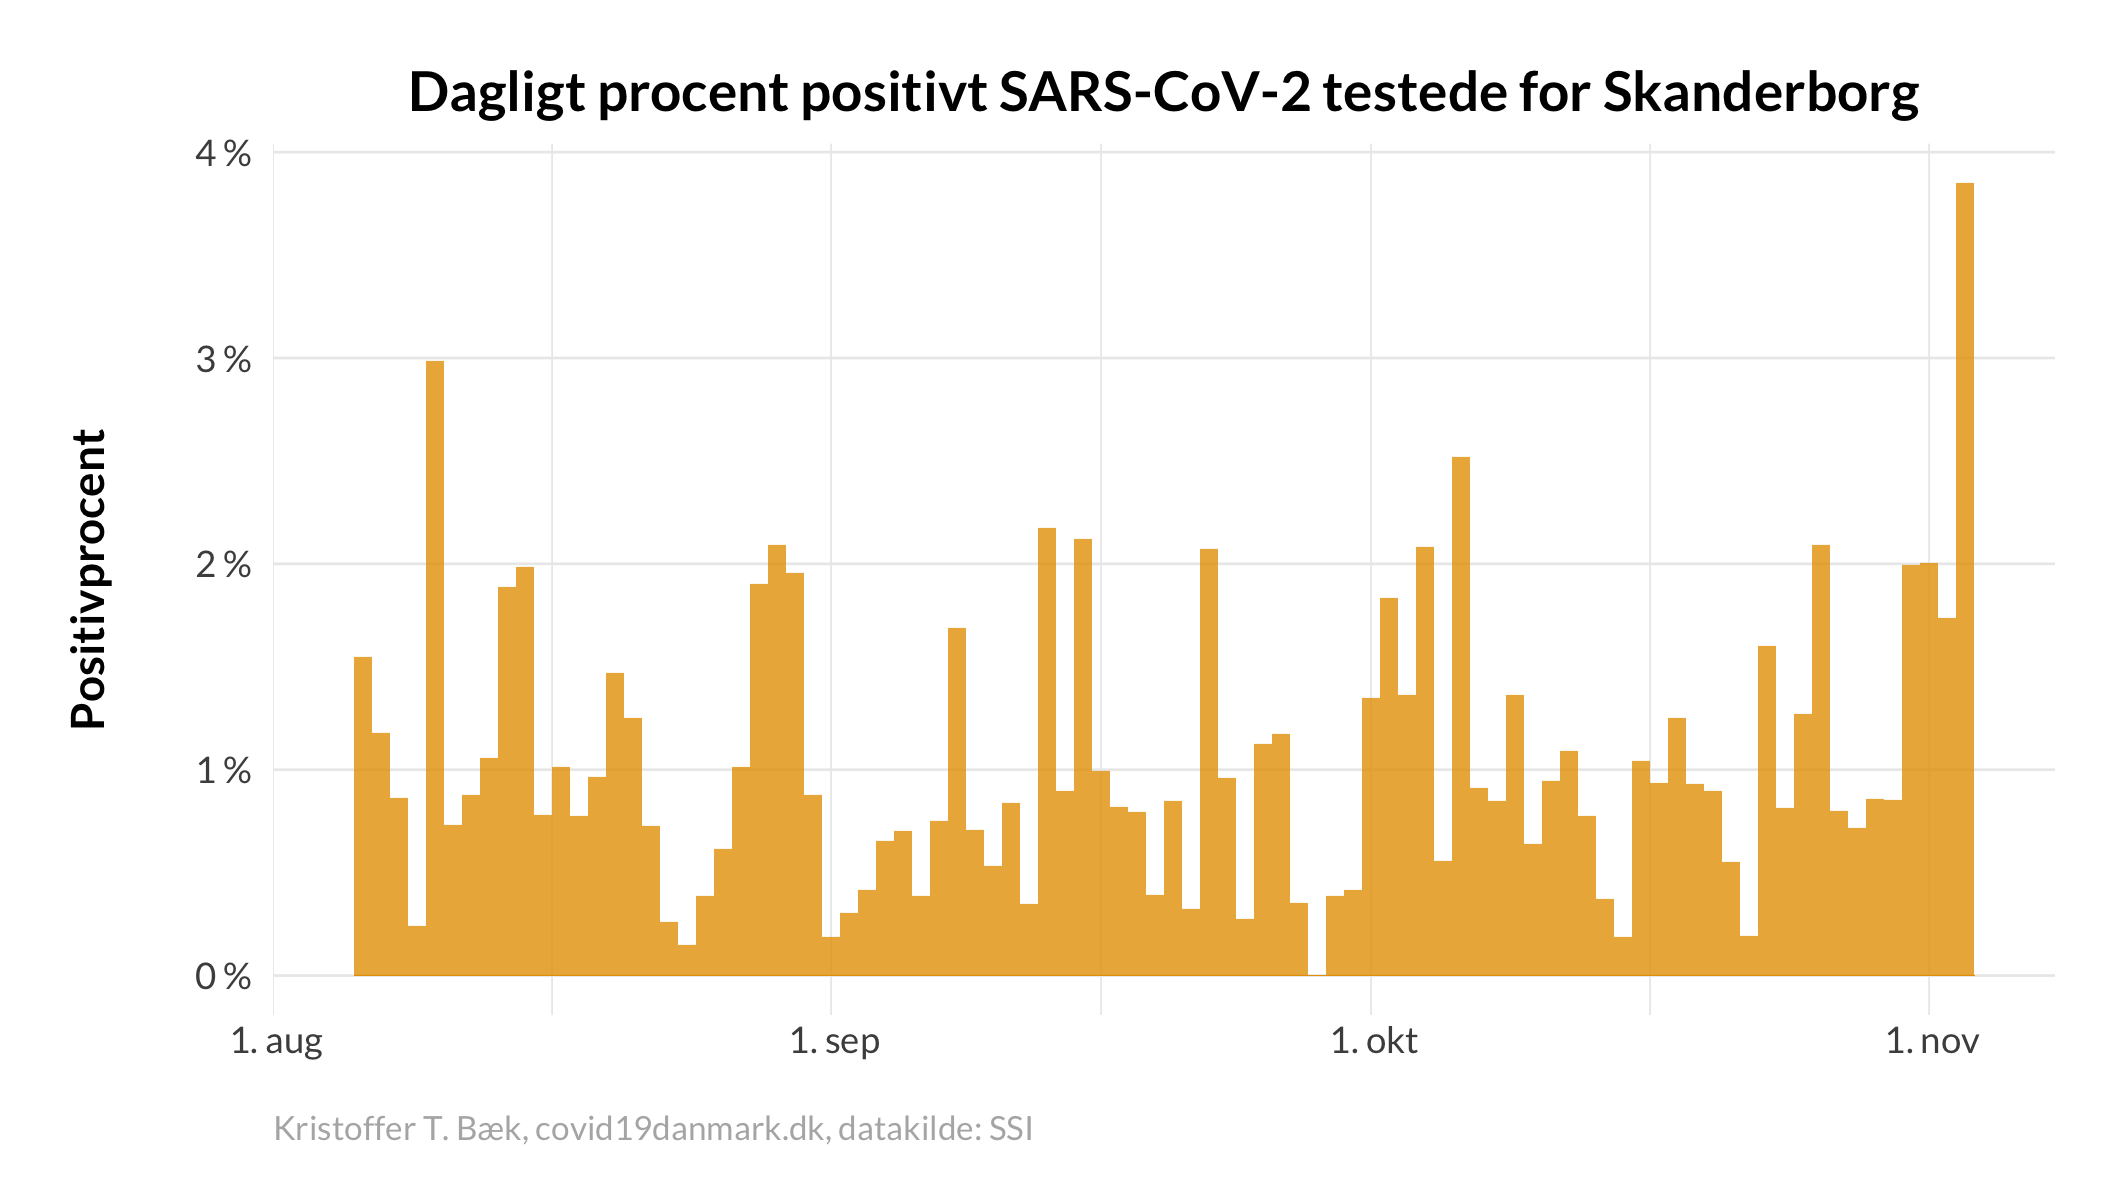 Dagligt procent positivt SARS-CoV-2 testede for Skanderborg
Positivprocent
4 %
3 %
2 %
1 %
0 %
1. aug
1. sep
1. okt
1. nov
Kristoffer T. Bæk, covid19danmark.dk, datakilde: SSI